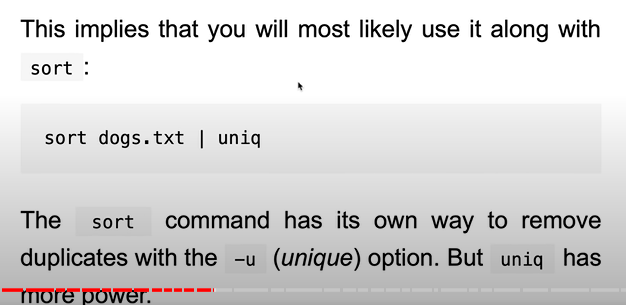 This implies that you will most likely use it along with
sort :
sort dogs.txt | uniq
The sort command has its own way to remove
duplicates with the -u (unique) option. But uniq has
more power.